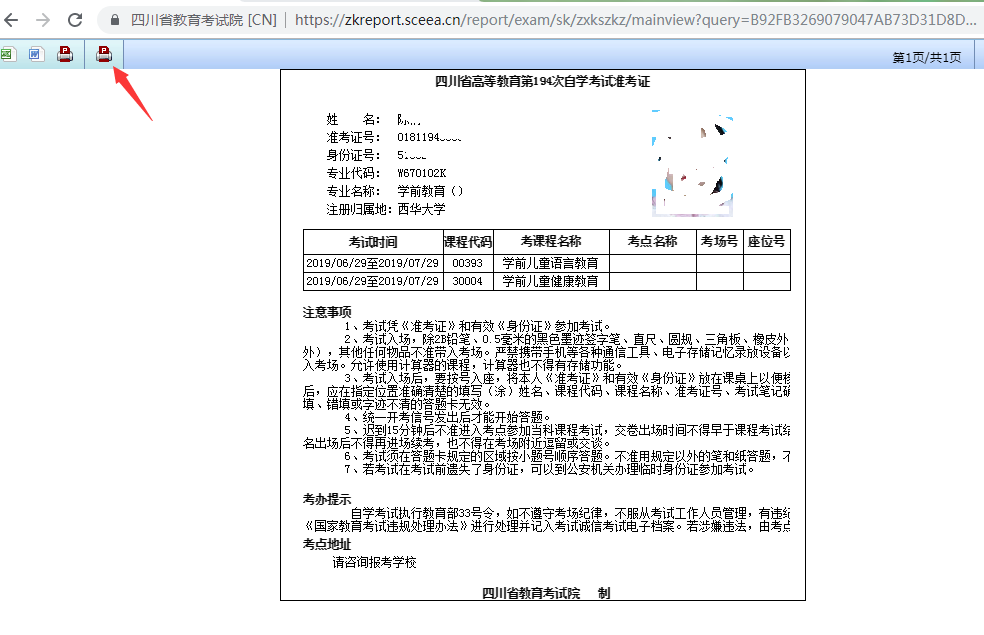 四川省教育考试院 [CN] | https://zkreport.sceea.cn/report/exam/sk/zxkszkz/mainview?query=B92FB3269079047AB73D31D8D...
第1页/共1页
四川省高等教育第194次自学考试准考证
姓 名：
准考证号： 0181194
身份证号： 5
专业代码： W670102K
专业名称： 学前教育（）
注册归属地：西华大学
考试时间 课程代码 考课程名称 考点名称 考场号 座位号
2019/06/29至2019/07/29 00393 学前儿童语言教育
2019/06/29至2019/07/29 30004 学前儿童健康教育
注意事项
1、考试凭《准考证》和有效《身份证》参加考试。
2、考试入场，除2B铅笔、0.5毫米的黑色墨迹签字笔、直尺、圆规、三角板、橡皮外
外），其他任何物品不准带入考场。严禁携带手机等各种通信工具、电子存储记忆录放设备以
入考场。允许使用计算器的课程，计算器也不得有存储功能。
3、考试入场后，要按号入座，将本人《准考证》和有效《身份证》放在课桌上以便核
后，应在指定位置准确清楚的填写（涂）姓名、课程代码、课程名称、准考证号、考试笔记确
填、错填或字迹不清的答题卡无效。
4、统一开考信号发出后才能开始答题。
5、迟到15分钟后不准进入考点参加当科课程考试，交卷出场时间不得早于课程考试结
名出场后不得再进场续考，也不得在考场附近逗留或交谈。
6、考试须在答题卡规定的区域按小题号顺序答题。不准用规定以外的笔和纸答题，不
7、若考试在考试前遗失了身份证，可以到公安机关办理临时身份证参加考试。
考办提示
自学考试执行教育部33号令，如不遵守考场纪律，不服从考试工作人员管理，有违纪
《国家教育考试违规处理办法》进行处理并记入考试诚信考试电子档案。若涉嫌违法，由考点
考点地址
请咨询报考学校
四川省教育考试院 制